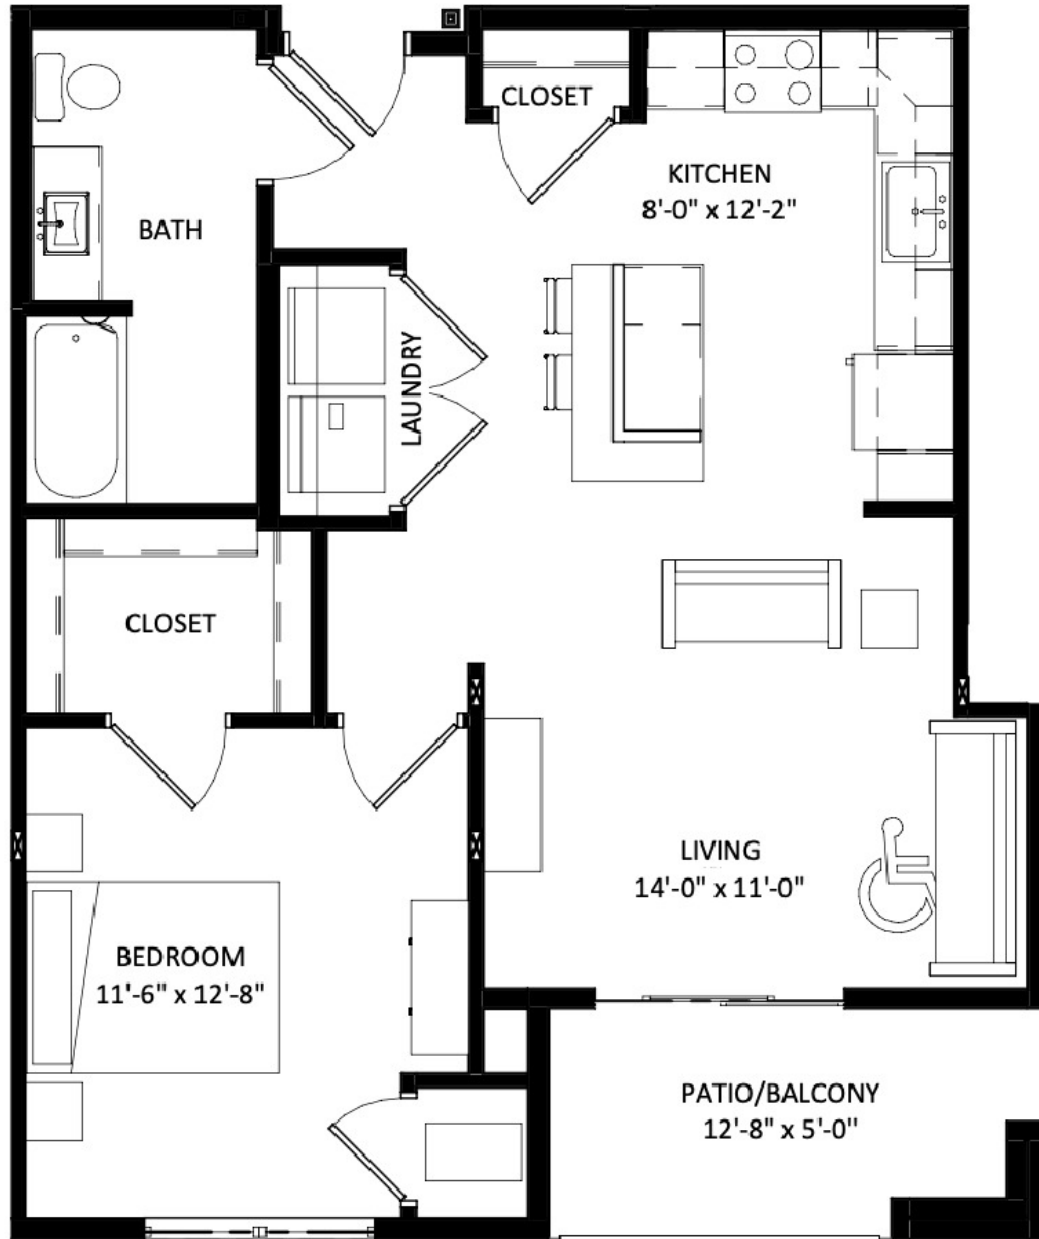 CLOSET
KITCHEN
8'-0" x 12'-2"
BATH
LAUNDRY
CLOSET
LIVING
14'-0" x 11'-0"
BEDROOM
11'-6" x 12'-8"
PATIO/BALCONY
12'-8" x 5'-0"